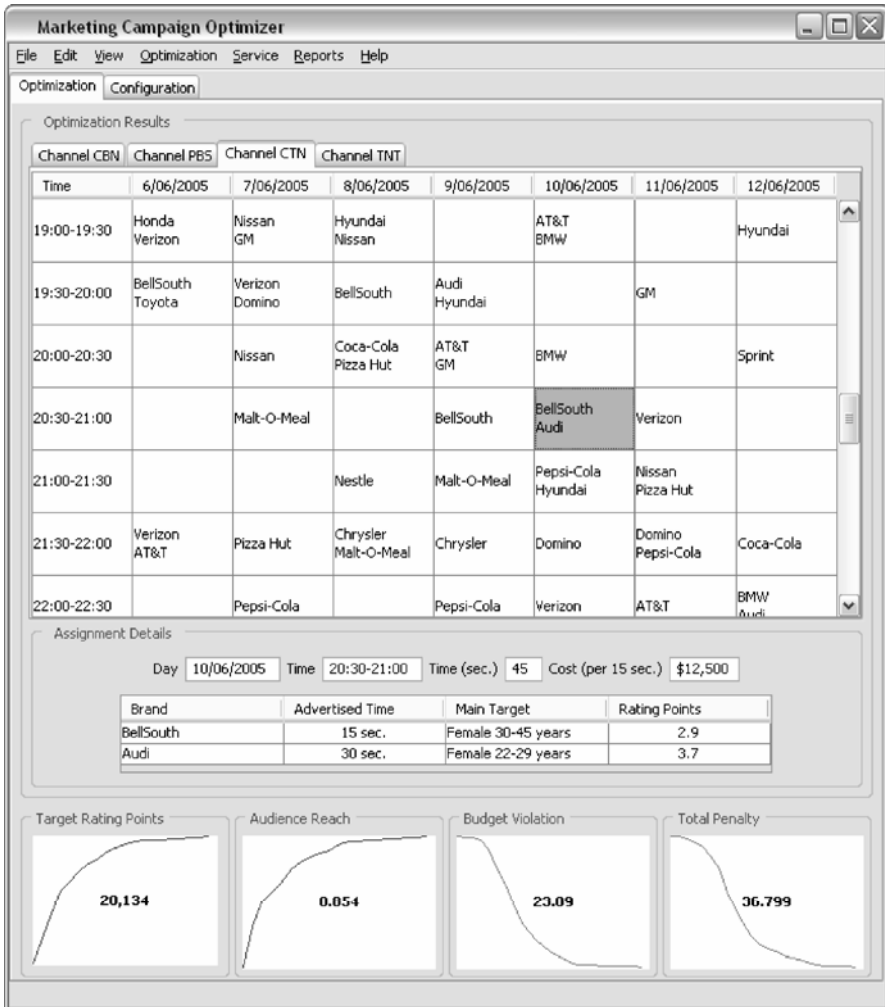 Marketing Campaign Optimizer
File Edit View Optimization Service Reports Help
Optimization Configuration
Optimization Results
Channel CBN Channel PBS Channel CTN Channel TNT
Time 6/06/2005 7/06/2005 8/06/2005 9/06/2005 10/06/2005 11/06/2005 12/06/2005
19:00-19:30 Honda Nissan Hyundai AT&T Hyundai
Verizon GM Nissan BMW
19:30-20:00 BellSouth Verizon BellSouth Audi GM
Toyota Domino Hyundai
20:00-20:30 Nissan Coca-Cola AT&T BMW Sprint
Pizza Hut GM
20:30-21:00 Malt-O-Meal BellSouth BellSouth Verizon
Audi
21:00-21:30 Nestle Malt-O-Meal Pepsi-Cola Nissan
Hyundai Pizza Hut
21:30-22:00 Verizon Pizza Hut Chrysler Chrysler Domino Domino Coca-Cola
AT&T Malt-O-Meal Pepsi-Cola
22:00-22:30 Pepsi-Cola Pepsi-Cola Verizon AT&T BMW
Audi
Assignment Details
Day 10/06/2005 Time 20:30-21:00 Time (sec.) 45 Cost (per 15 sec.) $12,500
Brand Advertised Time Main Target Rating Points
BellSouth 15 sec. Female 30-45 years 2.9
Audi 30 sec. Female 22-29 years 3.7
Target Rating Points Audience Reach Budget Violation Total Penalty
20,134 0.854 23.09 36.799